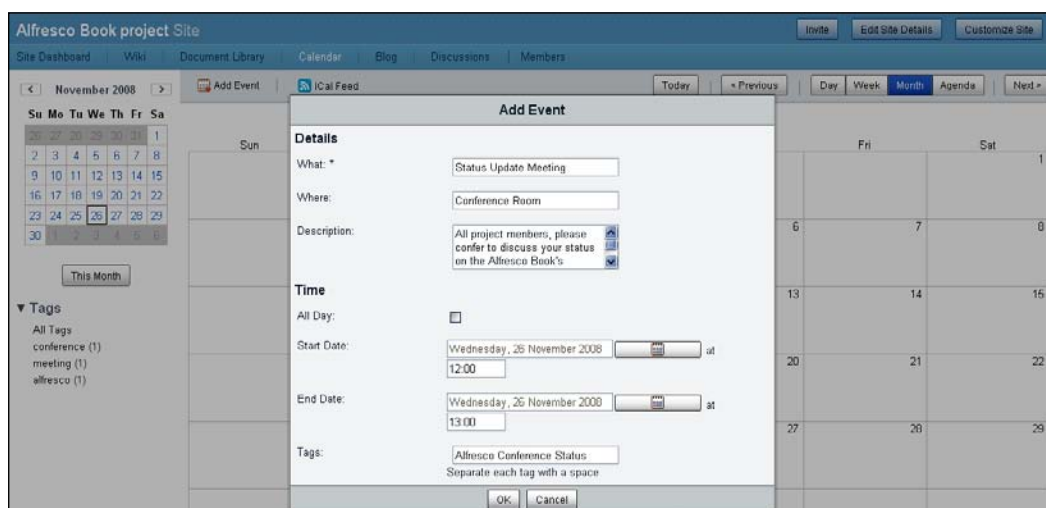 Alfresco Book project Site
Invite Edit Site Details Customize Site
Site Dashboard Wiki Document Library Calendar Blog Discussions Members
< November 2008 >
Su Mo Tu We Th Fr Sa
26 27 28 29 30 31 1
2 3 4 5 6 7 8
9 10 11 12 13 14 15
16 17 18 19 20 21 22
23 24 25 26 27 28 29
30 1 2 3 4 5 6
This Month
Tags
All Tags
conference (1)
meeting (1)
alfresco (1)
Add Event iCal Feed Today < Previous Day Week Month Agenda Next >
Sun Fri Sat
1
6 7 8
13 14 15
20 21 22
27 28 29
Add Event
Details
What: * Status Update Meeting
Where: Conference Room
Description: All project members, please
confer to discuss your status
on the Alfresco Book's
Time
All Day:
Start Date: Wednesday, 26 November 2008 at
12:00
End Date: Wednesday, 26 November 2008 at
13:00
Tags: Alfresco Conference Status
Separate each tag with a space
OK Cancel